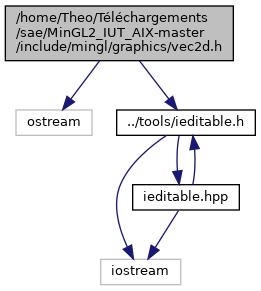 /home/Theo/Téléchargements
/sae/MinGL2_IUT_AIX-master
/include/mingl/graphics/vec2d.h
ostream
../tools/ieditable.h
ieditable.hpp
iostream